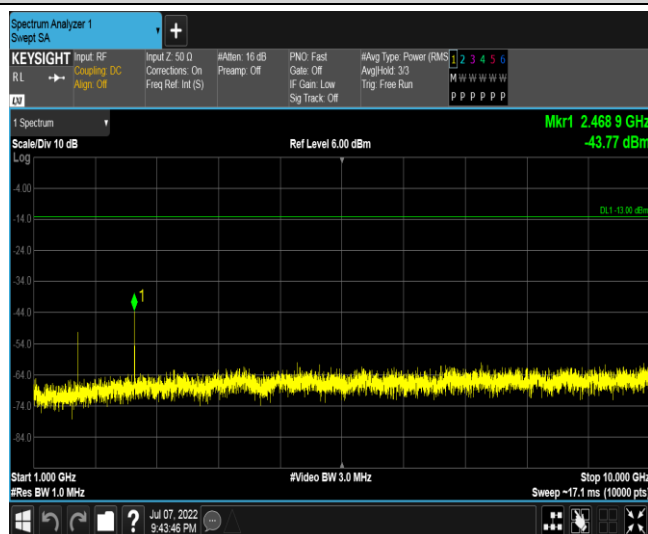 Spectrum Analyzer 1
Swept SA
KEYSIGHT
RL
LXI
Input: RF
Coupling: DC
Align: Off
Input Z: 50 Ω
Corrections: On
Freq Ref: Int (S)
#Atten: 16 dB
Preamp: Off
PNO: Fast
Gate: Off
IF Gain: Low
Sig Track: Off
#Avg Type: Power (RMS
Avg|Hold: 3/3
Trig: Free Run
1 2 3 4 5 6
M W W W W W
P P P P P P
1 Spectrum
Scale/Div 10 dB
Ref Level 6.00 dBm
Mkr1 2.468 9 GHz
-43.77 dBm
Log
-4.00
DL1 -13.00 dBm
-14.0
-24.0
-34.0
1
-44.0
-54.0
-64.0
-74.0
-84.0
Start 1.000 GHz
#Video BW 3.0 MHz
Stop 10.000 GHz
#Res BW 1.0 MHz
Sweep ~17.1 ms (10000 pts)
?
Jul 07, 2022
9:43:46 PM